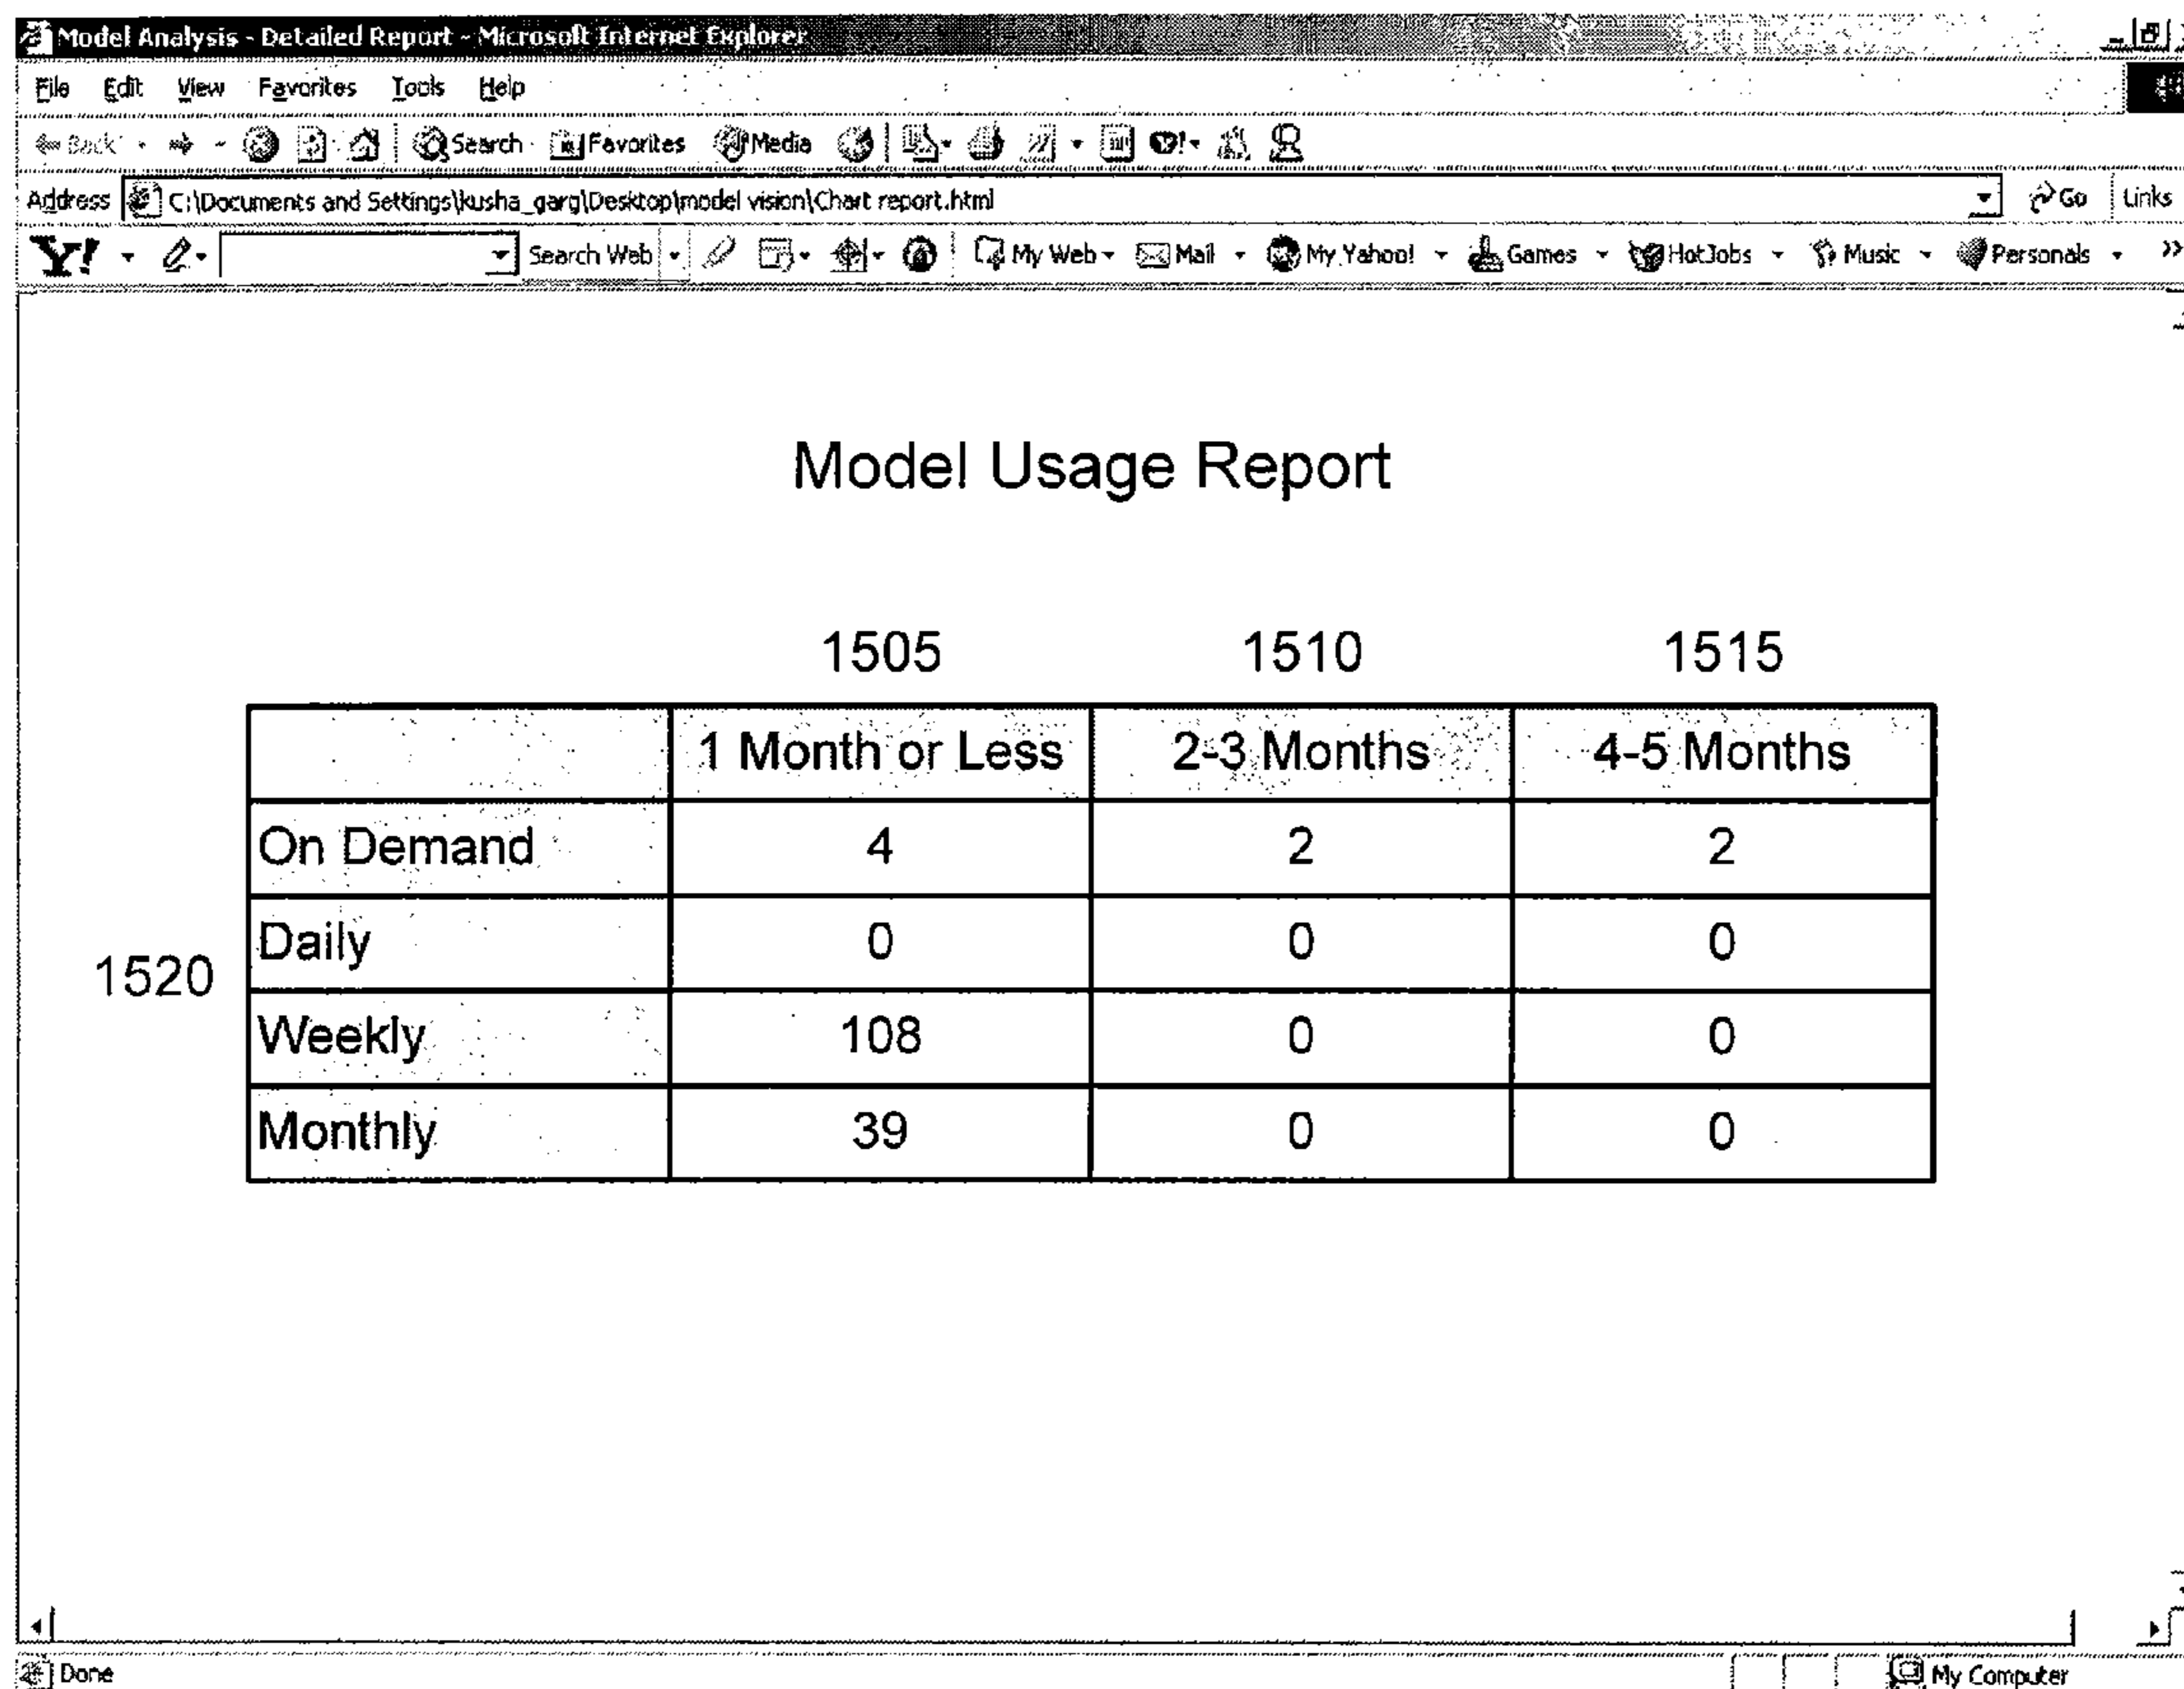 Model Analysis - Detailed Report - Microsoft Internet Explorer
File Edit View Favorites Tools Help
Back Search Favorites Media
Address C:\Documents and Settings\kusha_garg\Desktop\model vision\Chart report.html Go Links
Y! Search Web My Web Mail My Yahoo! Games HotJobs Music Personals »
Model Usage Report
1505 1510 1515
1 Month or Less 2-3 Months 4-5 Months
On Demand 4 2 2
Daily 0 0 0
1520
Weekly 108 0 0
Monthly 39 0 0
Done My Computer